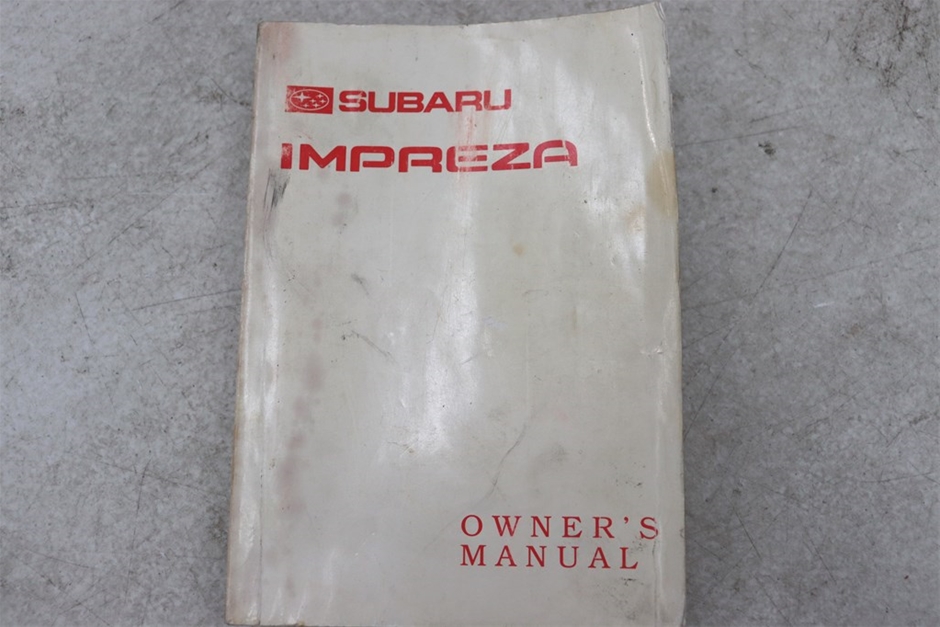 SUBARU
IMPREZA
OWNER'S
MANUAL